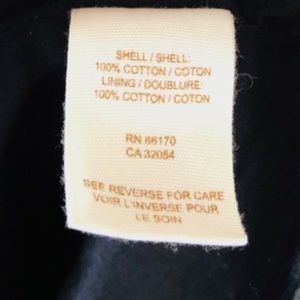 SHELL / SHELL:
100% COTTON / COTON
LINING / DOUBLURE:
100% COTTON / COTON
RN 66170
CA 32054
SEE REVERSE FOR CARE
VOIR L'INVERSE POUR
LE SOIN